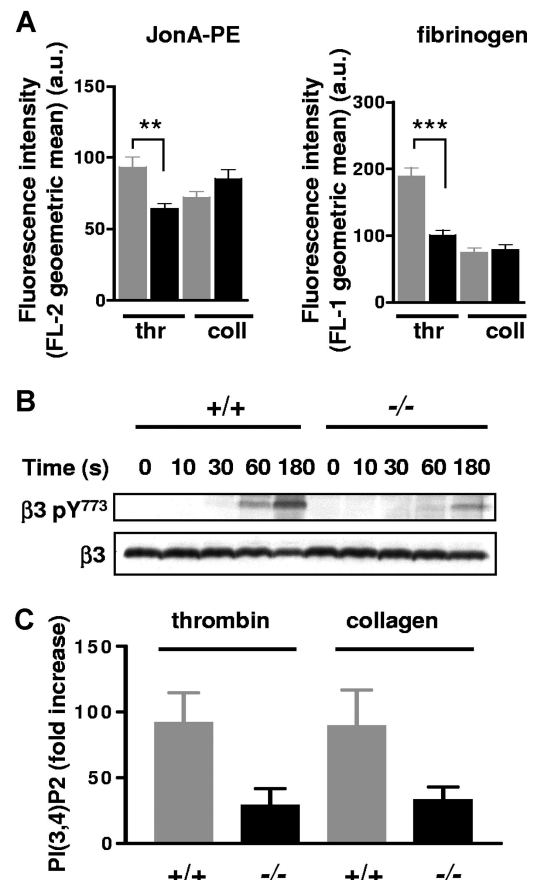 A
JonA-PE
fibrinogen
Fluorescence intensity
(FL-2 geoemetric mean) (a.u.)
150
100
50
0
**
thr
coll
Fluorescence intensity
(FL-1 geometric mean) (a.u.)
300
200
100
0
***
thr
coll
B
+/+
-/-
Time (s) 0 10 30 60 180 0 10 30 60 180
β3 pY⁷⁷³
β3
C
thrombin
collagen
PI(3,4)P2 (fold increase)
150
100
50
0
+/+ -/- +/+ -/-